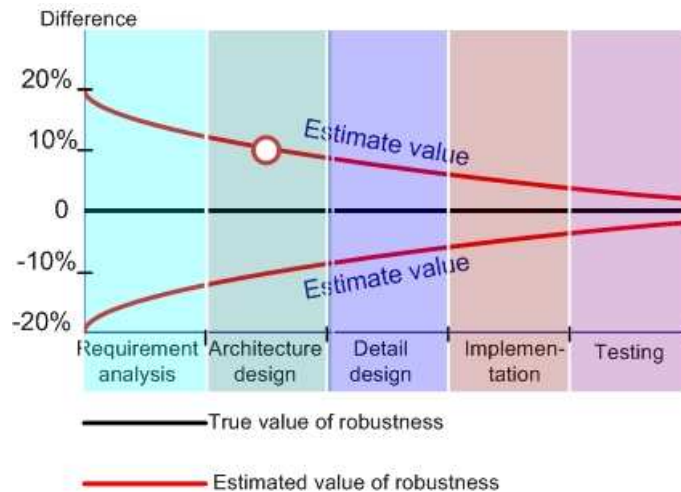 Difference
20%
10%
0
-10%
-20%
Estimate value
Estimate value
Requirement
analysis
Architecture
design
Detail
design
Implemen-
tation
Testing
True value of robustness
Estimated value of robustness